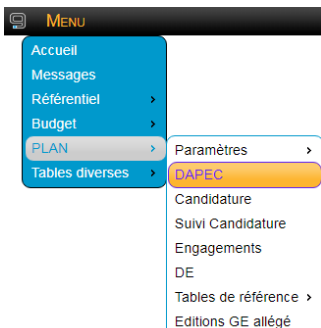 Menu
Accueil
Messages
Référentiel
Budget
PLAN
Tables diverses
Paramètres
DAPEC
Candidature
Suivi Candidature
Engagements
DE
Tables de référence
Editions GE allégé